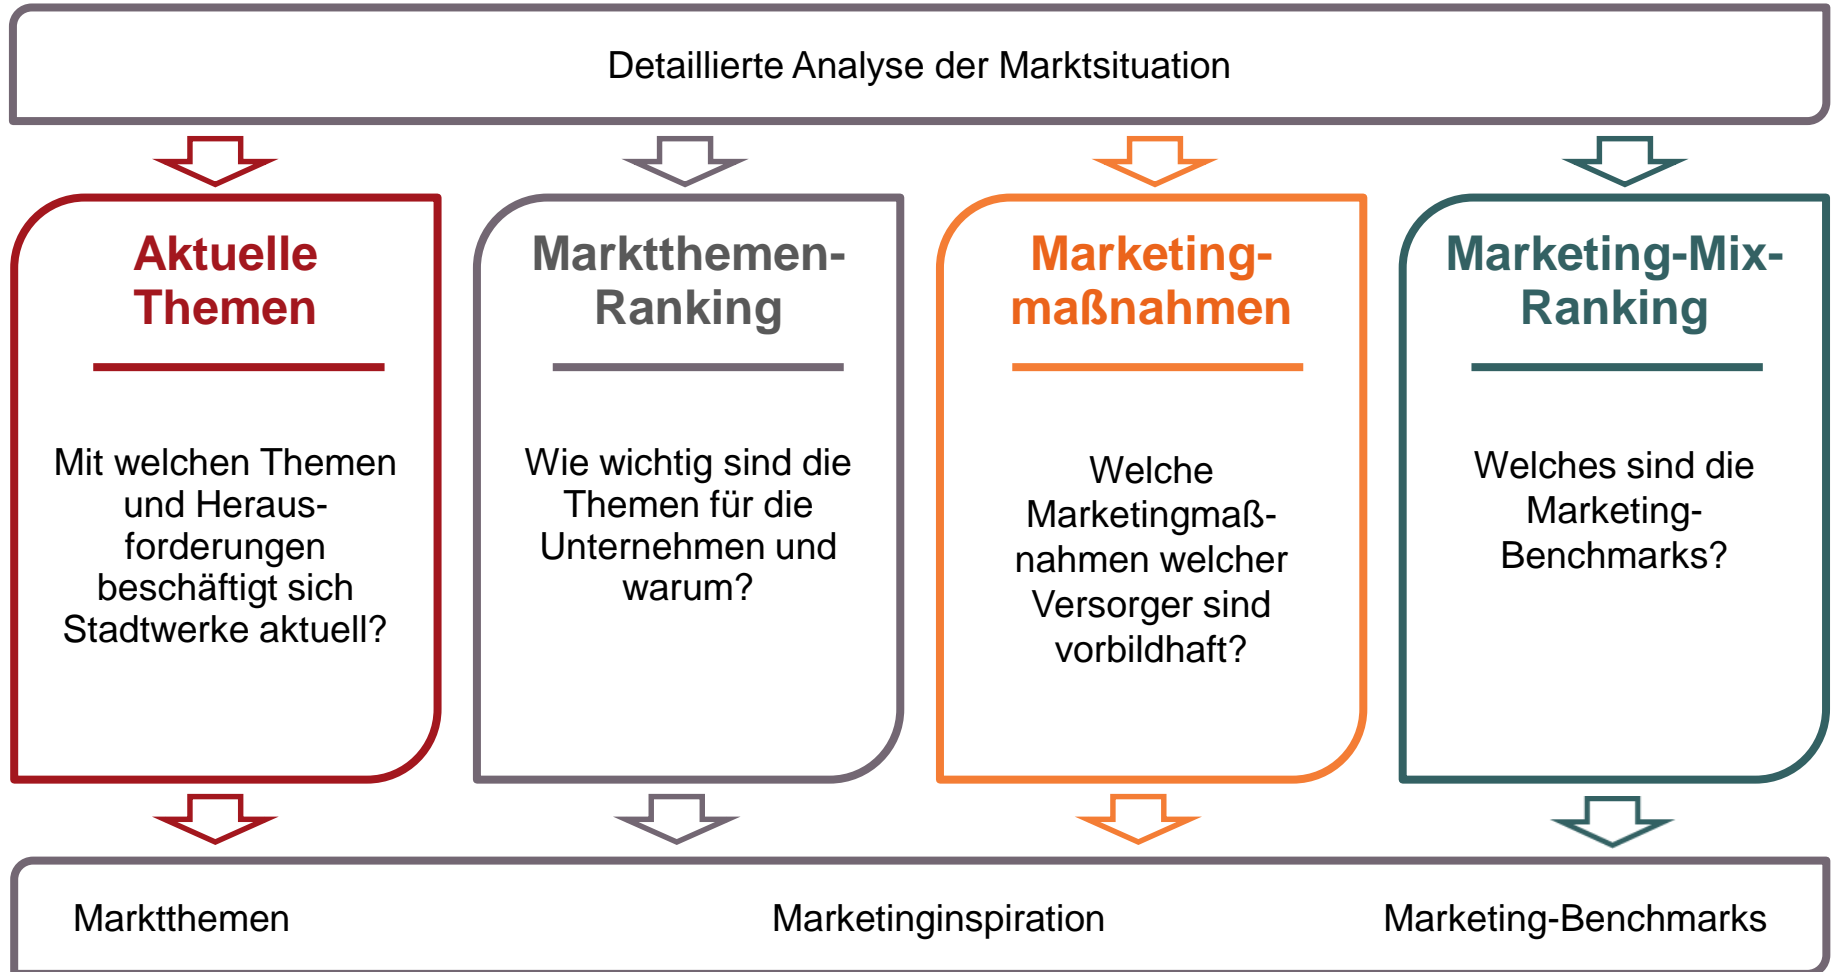 Detaillierte Analyse der Marktsituation
Aktuelle
Themen
Mit welchen Themen
und Heraus-
forderungen
beschäftigt sich
Stadtwerke aktuell?
Marktthemen-
Ranking
Wie wichtig sind die
Themen für die
Unternehmen und
warum?
Marketing-
maßnahmen
Welche
Marketingmaß-
nahmen welcher
Versorger sind
vorbildhaft?
Marketing-Mix-
Ranking
Welches sind die
Marketing-
Benchmarks?
Marktthemen
Marketinginspiration
Marketing-Benchmarks